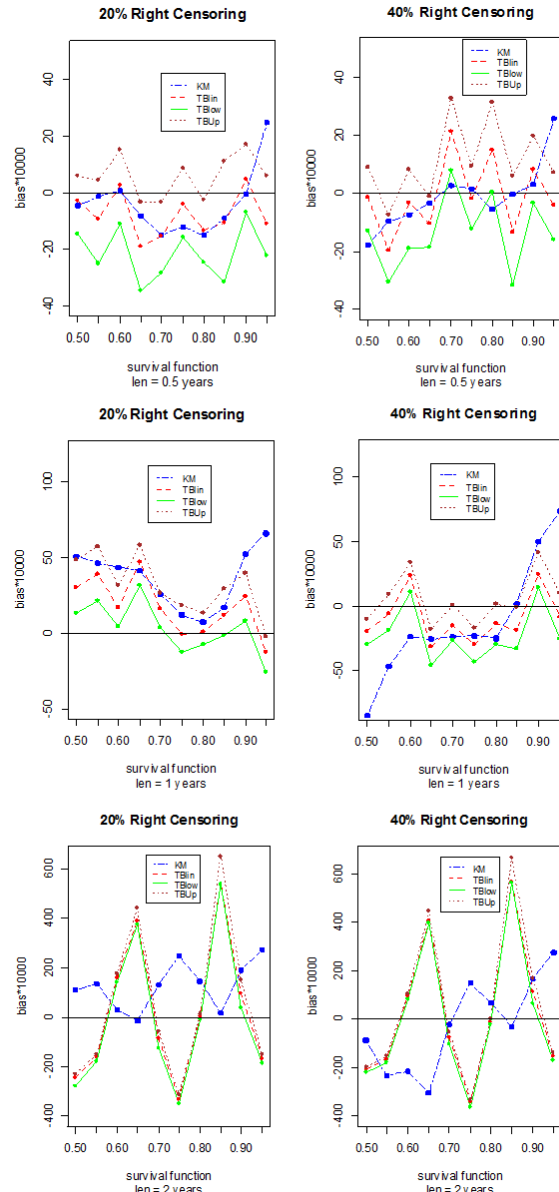 20% Right Censoring
bias*10000
40
20
0
-20
-40
KM
TBlin
TBlow
TBUp
0.50 0.60 0.70 0.80 0.90
survival function
len = 0.5 years
40% Right Censoring
bias*10000
40
20
0
-20
-40
KM
TBlin
TBlow
TBUp
0.50 0.60 0.70 0.80 0.90
survival function
len = 0.5 years
20% Right Censoring
bias*10000
100
50
0
-50
KM
TBlin
TBlow
TBUp
0.50 0.60 0.70 0.80 0.90
survival function
len = 1 years
40% Right Censoring
bias*10000
100
50
0
-50
KM
TBlin
TBlow
TBUp
0.50 0.60 0.70 0.80 0.90
survival function
len = 1 years
20% Right Censoring
bias*10000
600
400
200
0
-200
-400
KM
TBlin
TBlow
TBUp
0.50 0.60 0.70 0.80 0.90
survival function
len = 2 years
40% Right Censoring
bias*10000
600
400
200
0
-200
-400
KM
TBlin
TBlow
TBUp
0.50 0.60 0.70 0.80 0.90
survival function
len = 2 years